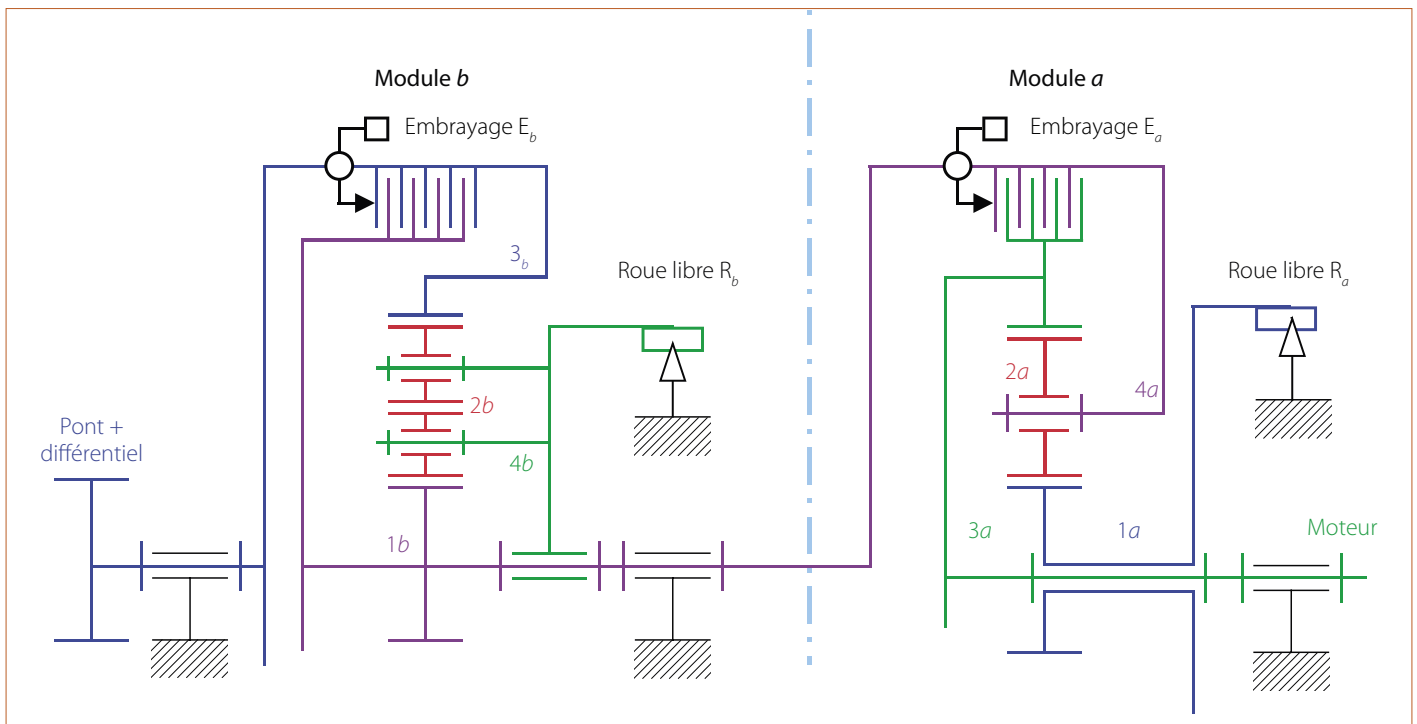 Module b
Module a
Embrayage E_b
Embrayage E_a
3_b
Roue libre R_b
Roue libre R_a
2a
4a
2b
Pont +
différentiel
4b
1b
3a
1a
Moteur